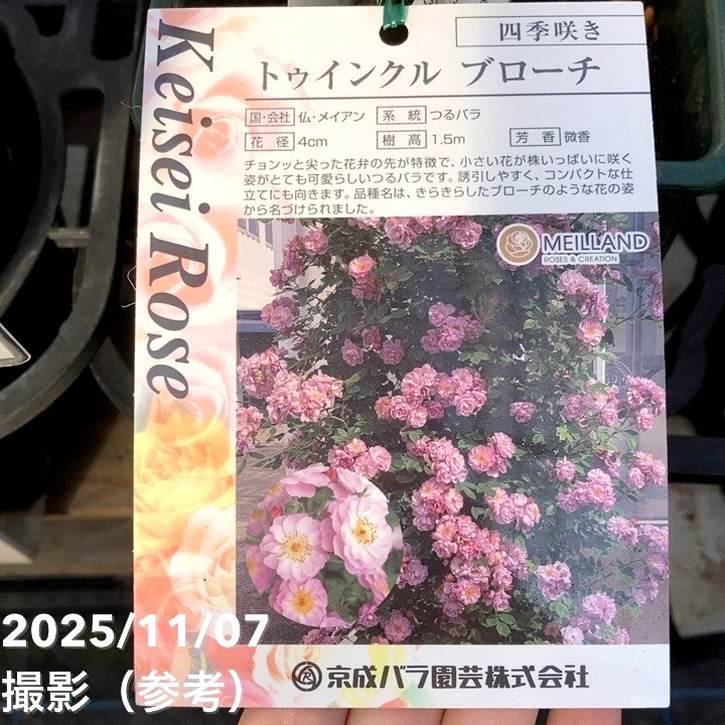 四季咲き
トゥインクル ブローチ
国・会社 仏・メイアン 系統 つるバラ
花径 4cm 樹高 1.5m 芳香 微香
チョンッと尖った花弁の先が特徴で、小さい花が株いっぱいに咲く
姿がとても可愛らしいつるバラです。誘引しやすく、コンパクトな仕
立てにも向きます。品種名は、きらきらしたブローチのような花の姿
から名づけられました。
Keisei Rose
MEILLAND
ROSES & CREATION
京成バラ園芸株式会社
2025/11/07
撮影（参考）